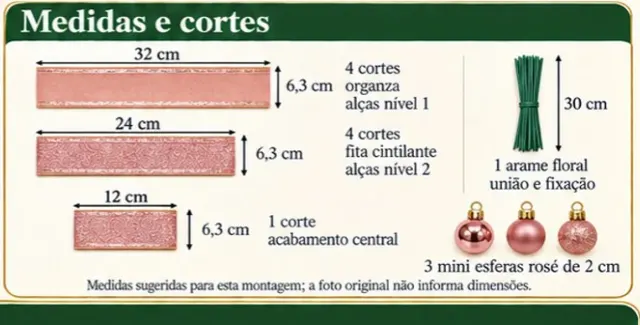 Medidas e cortes
32 cm
6,3 cm
4 cortes
organza
alças nível 1
24 cm
6,3 cm
4 cortes
fita cintilante
alças nível 2
12 cm
6,3 cm
1 corte
acabamento central
30 cm
1 arame floral
união e fixação
3 mini esferas rosé de 2 cm
Medidas sugeridas para esta montagem; a foto original não informa dimensões.